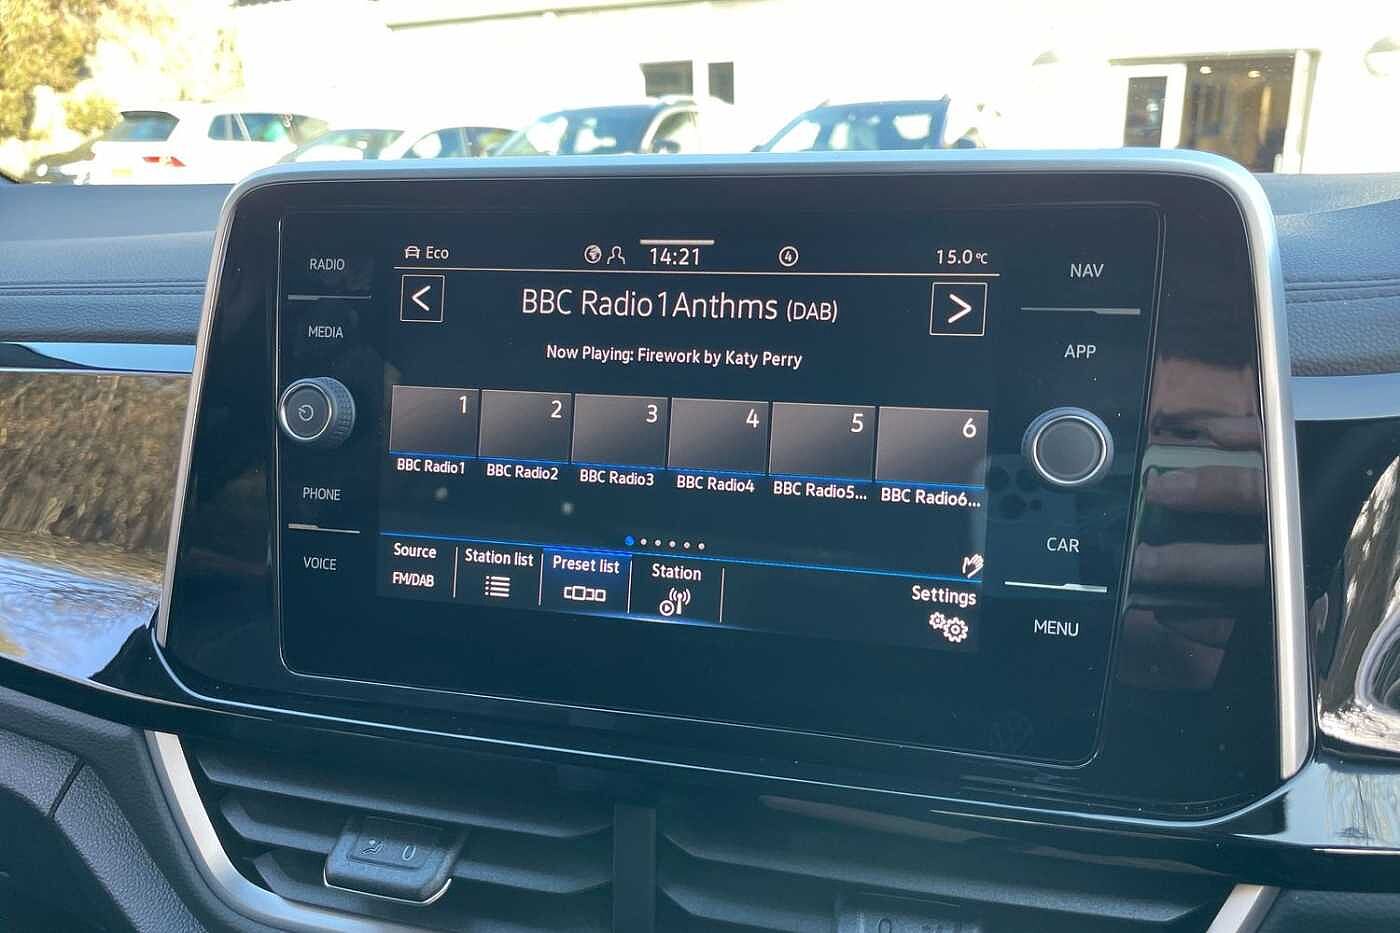 Eco
14:21
4
15.0°C
RADIO
MEDIA
PHONE
VOICE
< BBC Radio1Anthms (DAB) >
Now Playing: Firework by Katy Perry
1 2 3 4 5 6
BBC Radio1 BBC Radio2 BBC Radio3 BBC Radio4 BBC Radio5... BBC Radio6...
Source
FM/DAB
Station list
Preset list
Station
Settings
NAV
APP
CAR
MENU
0